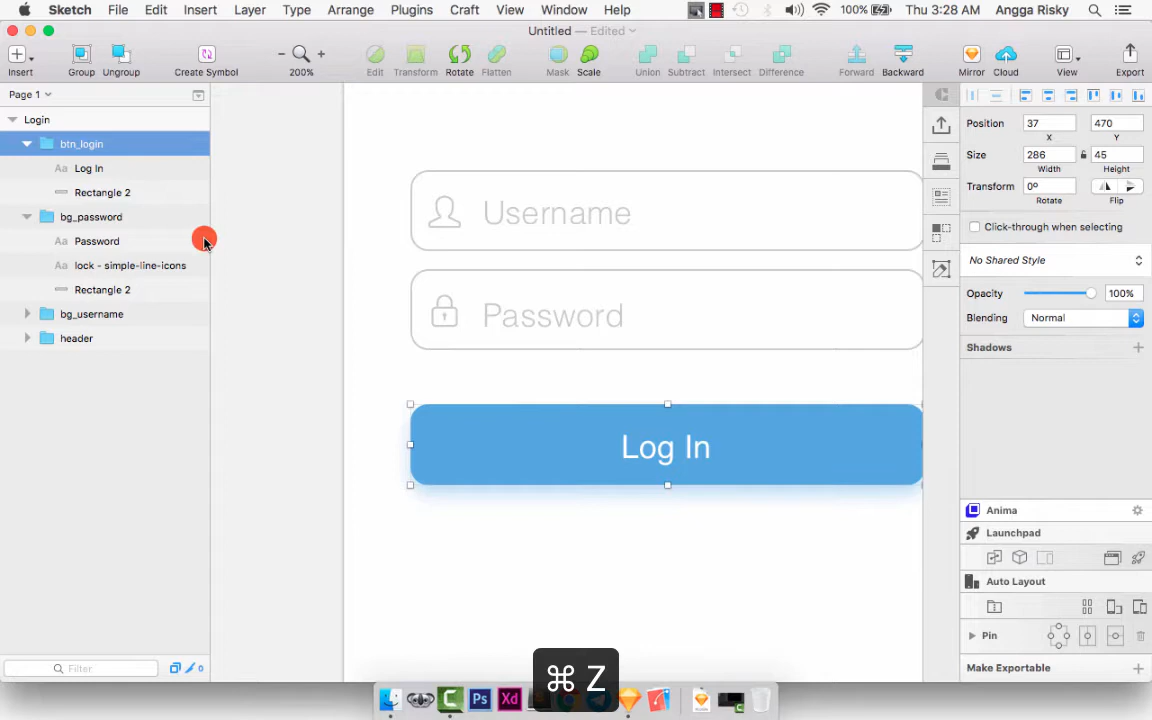 Sketch File Edit Insert Layer Type Arrange Plugins Craft View Window Help 100% Thu 3:28 AM Angga Risky
Untitled — Edited
Insert Group Ungroup Create Symbol 200% Edit Transform Rotate Flatten Mask Scale Union Subtract Intersect Difference Forward Backward Mirror Cloud View Export
Page 1
Login
btn_login
Aa Log In
Rectangle 2
bg_password
Aa Password
lock - simple-line-icons
Rectangle 2
bg_username
header
Filter
0
Username
Password
Log In
⌘ Z
Ps
Xd
Position 37 470
X Y
Size 286 45
Width Height
Transform 0º
Rotate Flip
Click-through when selecting
No Shared Style
Opacity 100%
Blending Normal
Shadows
Anima
Launchpad
Auto Layout
Pin
Make Exportable